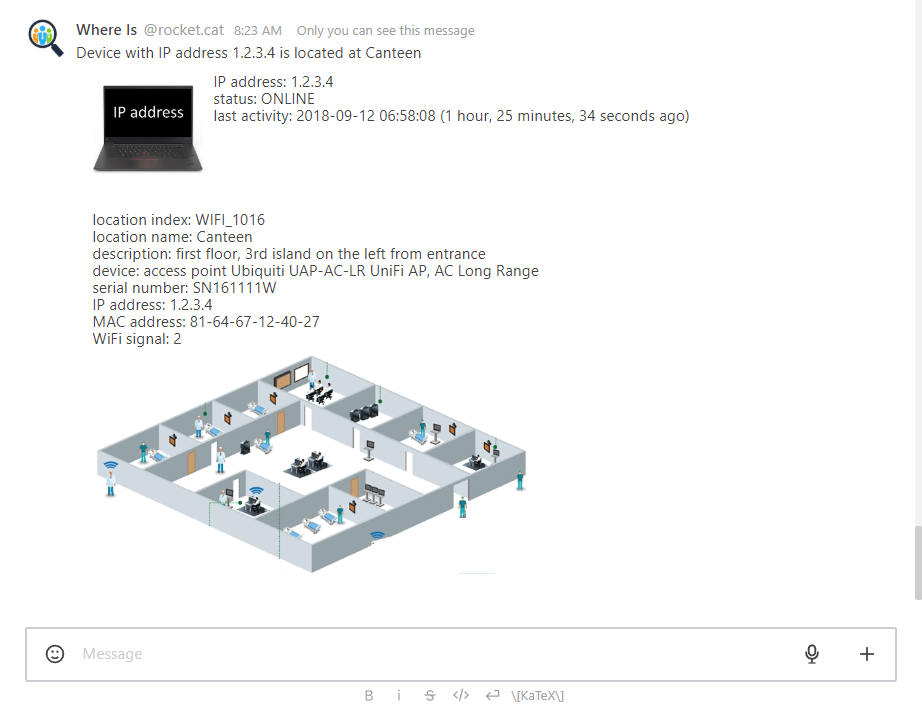 Where Is @rocket.cat 8:23 AM Only you can see this message
Device with IP address 1.2.3.4 is located at Canteen
IP address
IP address: 1.2.3.4
status: ONLINE
last activity: 2018-09-12 06:58:08 (1 hour, 25 minutes, 34 seconds ago)
location index: WIFI_1016
location name: Canteen
description: first floor, 3rd island on the left from entrance
device: access point Ubiquiti UAP-AC-LR UniFi AP, AC Long Range
serial number: SN161111W
IP address: 1.2.3.4
MAC address: 81-64-67-12-40-27
WiFi signal: 2
Message
B i S </> \[KaTeX\]